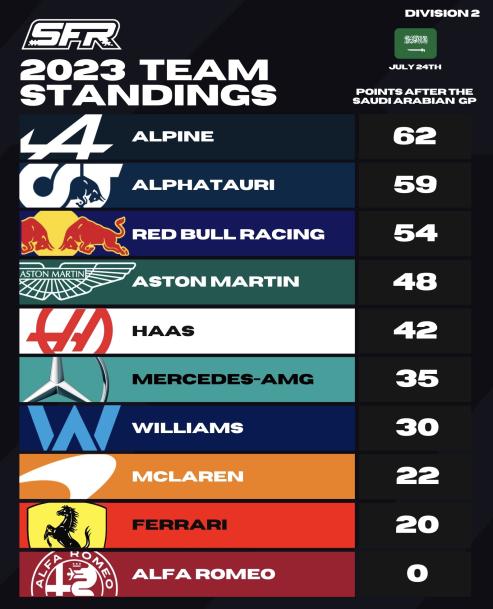 DIVISION 2
SFR
JULY 24TH
2023 TEAM
STANDINGS
POINTS AFTER THE
SAUDI ARABIAN GP
ALPINE 62
ALPHATAURI 59
RED BULL RACING 54
ASTON MARTIN ASTON MARTIN 48
HAAS 42
MERCEDES-AMG 35
WILLIAMS 30
MCLAREN 22
FERRARI 20
ALFA ROMEO ALFA ROMEO 0